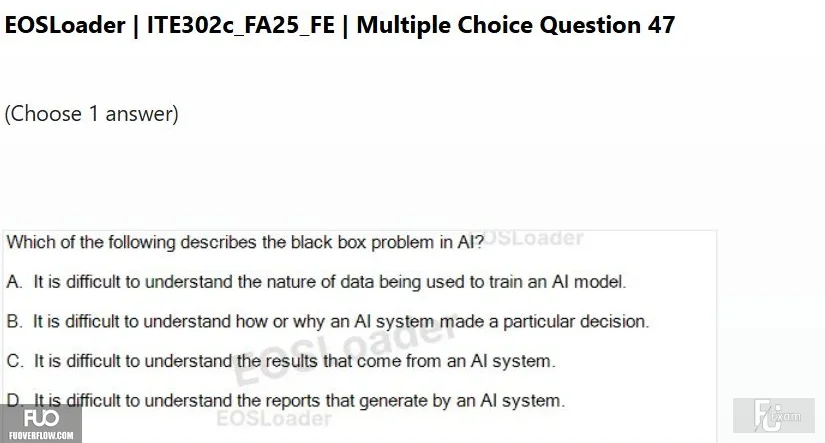 EOSLoader | ITE302c_FA25_FE | Multiple Choice Question 47
(Choose 1 answer)
Which of the following describes the black box problem in AI?
EOSLoader
A. It is difficult to understand the nature of data being used to train an AI model.
B. It is difficult to understand how or why an AI system made a particular decision.
C. It is difficult to understand the results that come from an AI system.
EOSLoader
D. It is difficult to understand the reports that generate by an AI system.
EOSLoader
FUO
FUOVERFLOW.COM
Exam